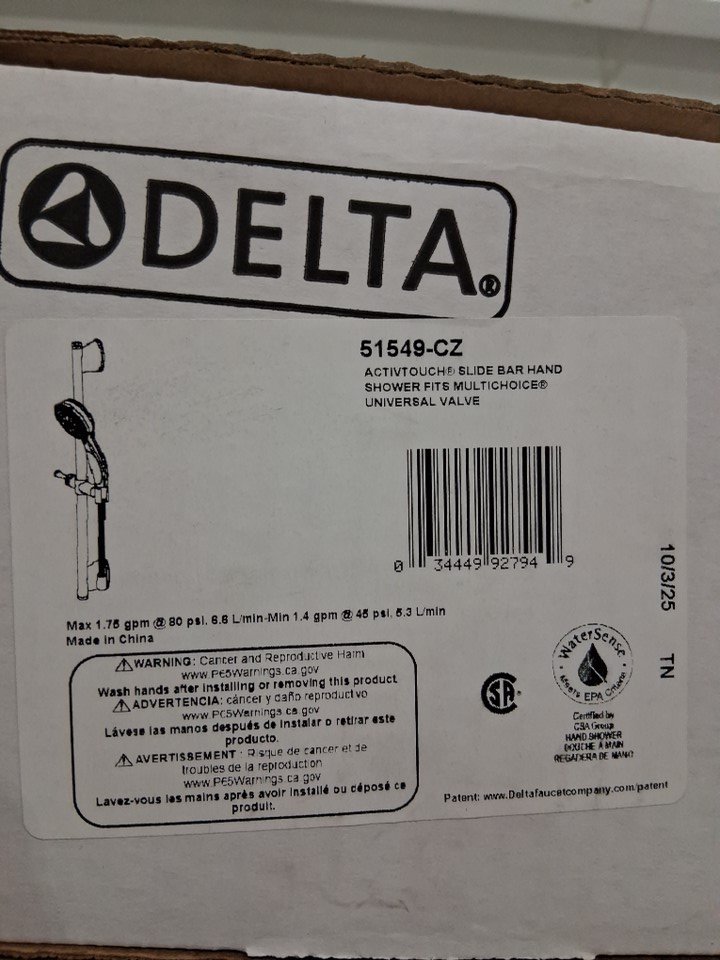 DELTA®
51549-CZ
ACTIVTOUCH® SLIDE BAR HAND
SHOWER FITS MULTICHOICE®
UNIVERSAL VALVE
0 34449 92794 9
10/3/25 TN
Max 1.75 gpm @ 80 psi, 6.6 L/min-Min 1.4 gpm @ 45 psi, 5.3 L/min
Made in China
⚠WARNING: Cancer and Reproductive Harm
www.P65Warnings.ca.gov
Wash hands after installing or removing this product
⚠ADVERTENCIA: cáncer y daño reproductivo
www.P65Warnings.ca.gov
Lávese las manos después de instalar o retirar este
producto.
⚠AVERTISSEMENT : Risque de cancer et de
troubles de la reproduction
www.P65Warnings.ca.gov
Lavez-vous les mains après avoir installé ou déposé ce
produit.
SA®
WaterSense
Meets EPA Criteria
Certified by
CSA Group
HAND SHOWER
DOUCHE À MAIN
REGADERA DE MANO
Patent: www.Deltafaucetcompany.com/patent